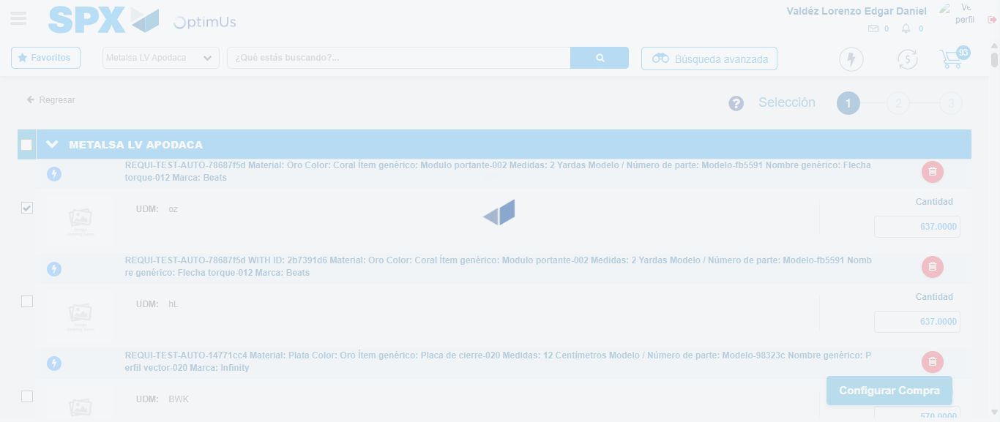 SPX OptimUs
Valdéz Lorenzo Edgar Daniel
Ve
perfil
0 0
Favoritos Metalsa LV Apodaca ¿Qué estás buscando?... Búsqueda avanzada 93
Regresar
? Selección 1 2 3
METALSA LV APODACA
REQUI-TEST-AUTO-78687f5d Material: Oro Color: Coral Ítem genérico: Modulo portante-002 Medidas: 2 Yardas Modelo / Número de parte: Modelo-fb5591 Nombre genérico: Flecha
torque-012 Marca: Beats
Cantidad
UDM: oz
637.0000
REQUI-TEST-AUTO-78687f5d WITH ID: 2b7391d6 Material: Oro Color: Coral Ítem genérico: Modulo portante-002 Medidas: 2 Yardas Modelo / Número de parte: Modelo-fb5591 Nomb
re genérico: Flecha torque-012 Marca: Beats
Cantidad
UDM: hL
637.0000
REQUI-TEST-AUTO-14771cc4 Material: Plata Color: Oro Ítem genérico: Placa de cierre-020 Medidas: 12 Centímetros Modelo / Número de parte: Modelo-98323c Nombre genérico: P
erfil vector-020 Marca: Infinity
Configurar Compra
UDM: BWK
570.0000